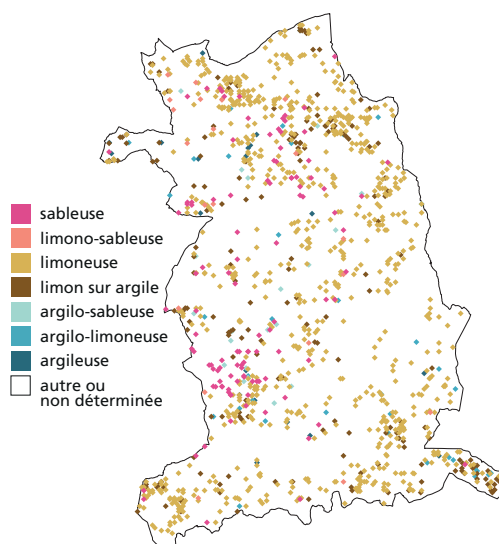 sableuse
limono-sableuse
limoneuse
limon sur argile
argilo-sableuse
argilo-limoneuse
argileuse
autre ou
non déterminée